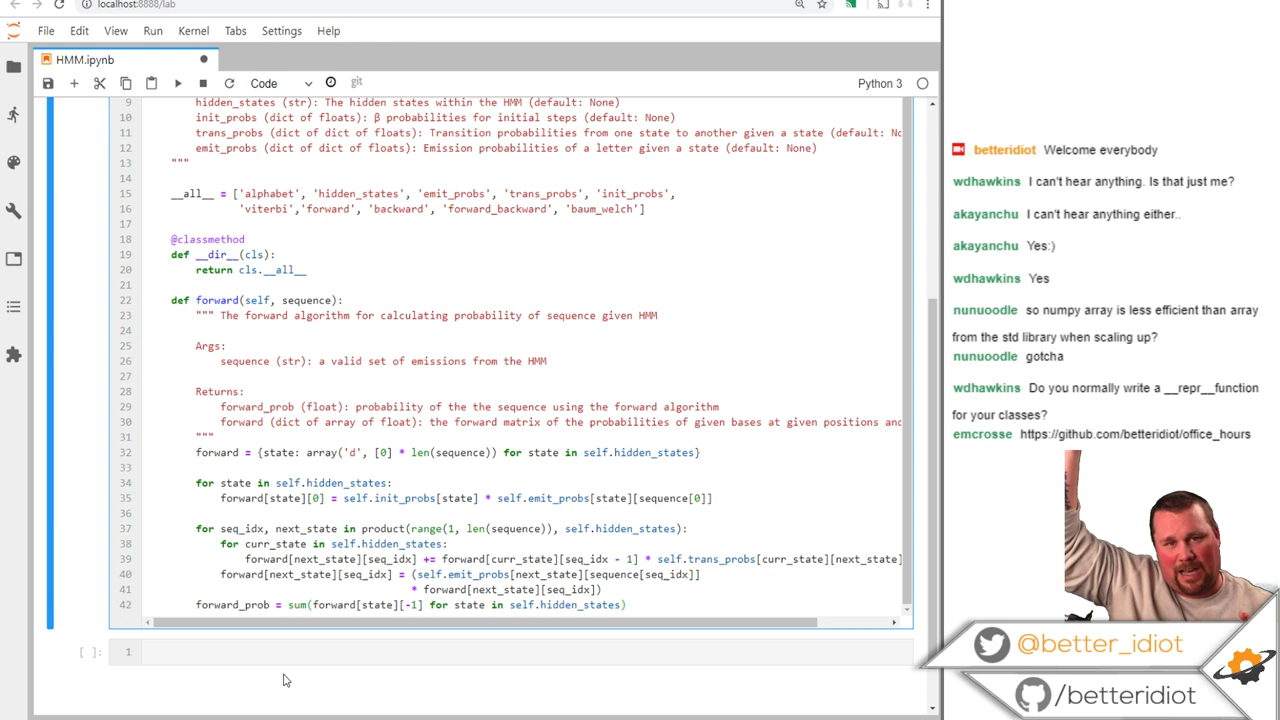 localhost:8888/lab
File Edit View Run Kernel Tabs Settings Help
HMM.ipynb
Code
git
Python 3
9 hidden_states (str): The hidden states within the HMM (default: None)
10 init_probs (dict of floats): β probabilities for initial steps (default: None)
11 trans_probs (dict of dict of floats): Transition probabilities from one state to another given a state (default: No
12 emit_probs (dict of dict of floats): Emission probabilities of a letter given a state (default: None)
13 """
14
15 __all__ = ['alphabet', 'hidden_states', 'emit_probs', 'trans_probs', 'init_probs',
16 'viterbi','forward', 'backward', 'forward_backward', 'baum_welch']
17
18 @classmethod
19 def __dir__(cls):
20 return cls.__all__
21
22 def forward(self, sequence):
23 """ The forward algorithm for calculating probability of sequence given HMM
24
25 Args:
26 sequence (str): a valid set of emissions from the HMM
27
28 Returns:
29 forward_prob (float): probability of the the sequence using the forward algorithm
30 forward (dict of array of float): the forward matrix of the probabilities of given bases at given positions and
31 """
32 forward = {state: array('d', [0] * len(sequence)) for state in self.hidden_states}
33
34 for state in self.hidden_states:
35 forward[state][0] = self.init_probs[state] * self.emit_probs[state][sequence[0]]
36
37 for seq_idx, next_state in product(range(1, len(sequence)), self.hidden_states):
38 for curr_state in self.hidden_states:
39 forward[next_state][seq_idx] += forward[curr_state][seq_idx - 1] * self.trans_probs[curr_state][next_state]
40 forward[next_state][seq_idx] = (self.emit_probs[next_state][sequence[seq_idx]]
41 * forward[next_state][seq_idx])
42 forward_prob = sum(forward[state][-1] for state in self.hidden_states)
[ ]: 1
betteridiot Welcome everybody
wdhawkins I can't hear anything. Is that just me?
akayanchu I can't hear anything either..
akayanchu Yes:)
wdhawkins Yes
nunuoodle so numpy array is less efficient than array
from the std library when scaling up?
nunuoodle gotcha
wdhawkins Do you normally write a __repr__function
for your classes?
emcrosse https://github.com/betteridiot/office_hours
@better_idiot
/betteridiot